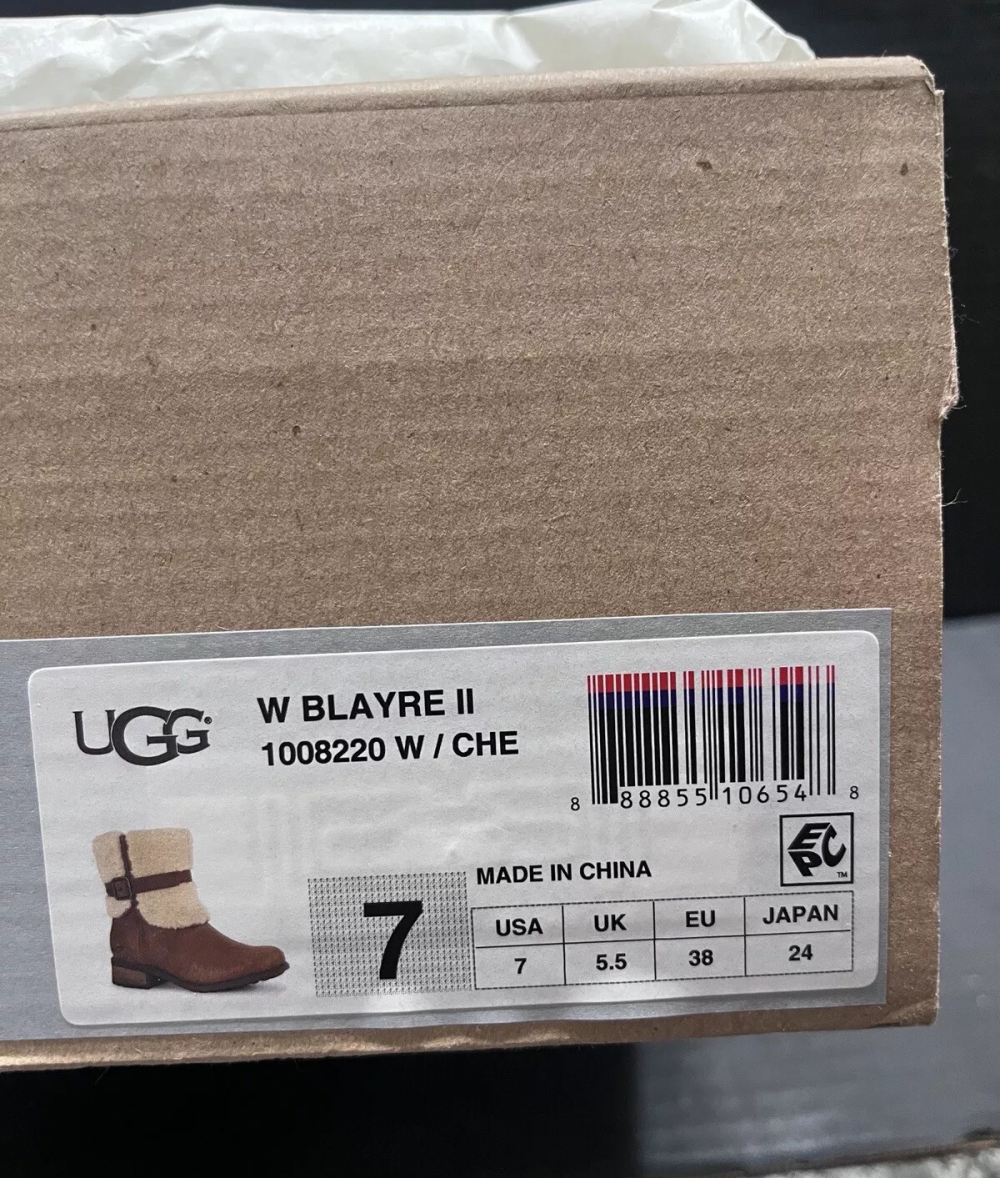 UGG®
W BLAYRE II
1008220 W / CHE
8 88855 10654 8
EPC™
MADE IN CHINA
7
USA UK EU JAPAN
7 5.5 38 24